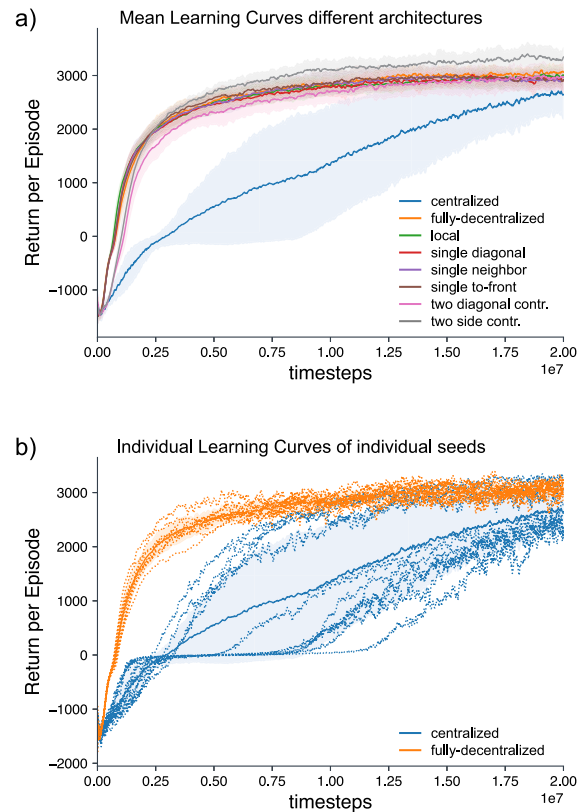 a)
Mean Learning Curves different architectures
Return per Episode
3000
2000
1000
0
−1000
centralized
fully-decentralized
local
single diagonal
single neighbor
single to-front
two diagonal contr.
two side contr.
0.00 0.25 0.5 0.75 1.00 1.25 1.50 1.75 2.00
1e7
timesteps
b)
Individual Learning Curves of individual seeds
Return per Episode
3000
2000
1000
0
−1000
−2000
centralized
fully-decentralized
0.00 0.25 0.5 0.75 1.00 1.25 1.50 1.75 2.00
1e7
timesteps